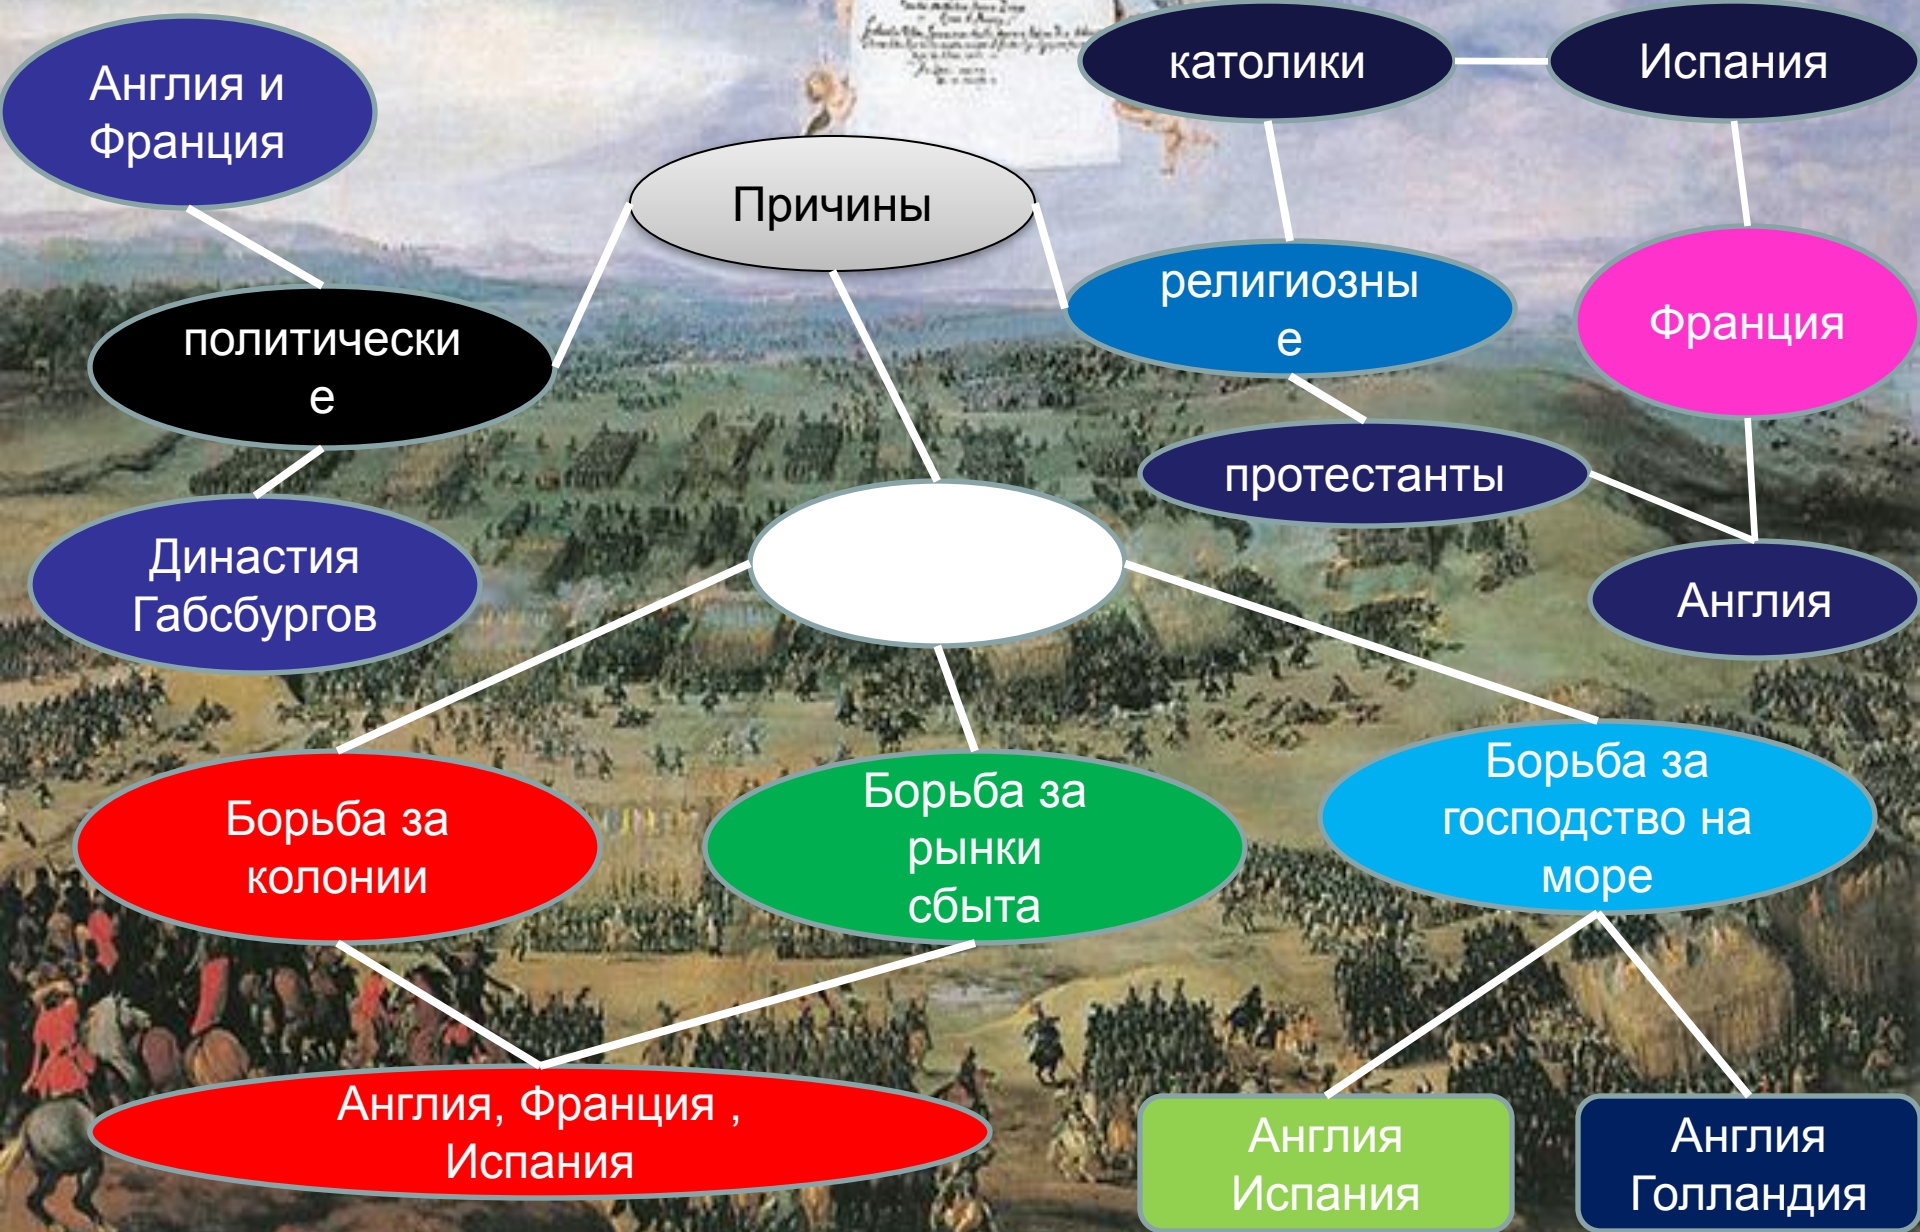 католики
Испания
Англия и
Франция
Причины
религиозны
е
Франция
политически
е
протестанты
Династия
Габсбургов
Англия
Борьба за
колонии
Борьба за
рынки
сбыта
Борьба за
господство на
море
Англия, Франция ,
Испания
Англия
Испания
Англия
Голландия